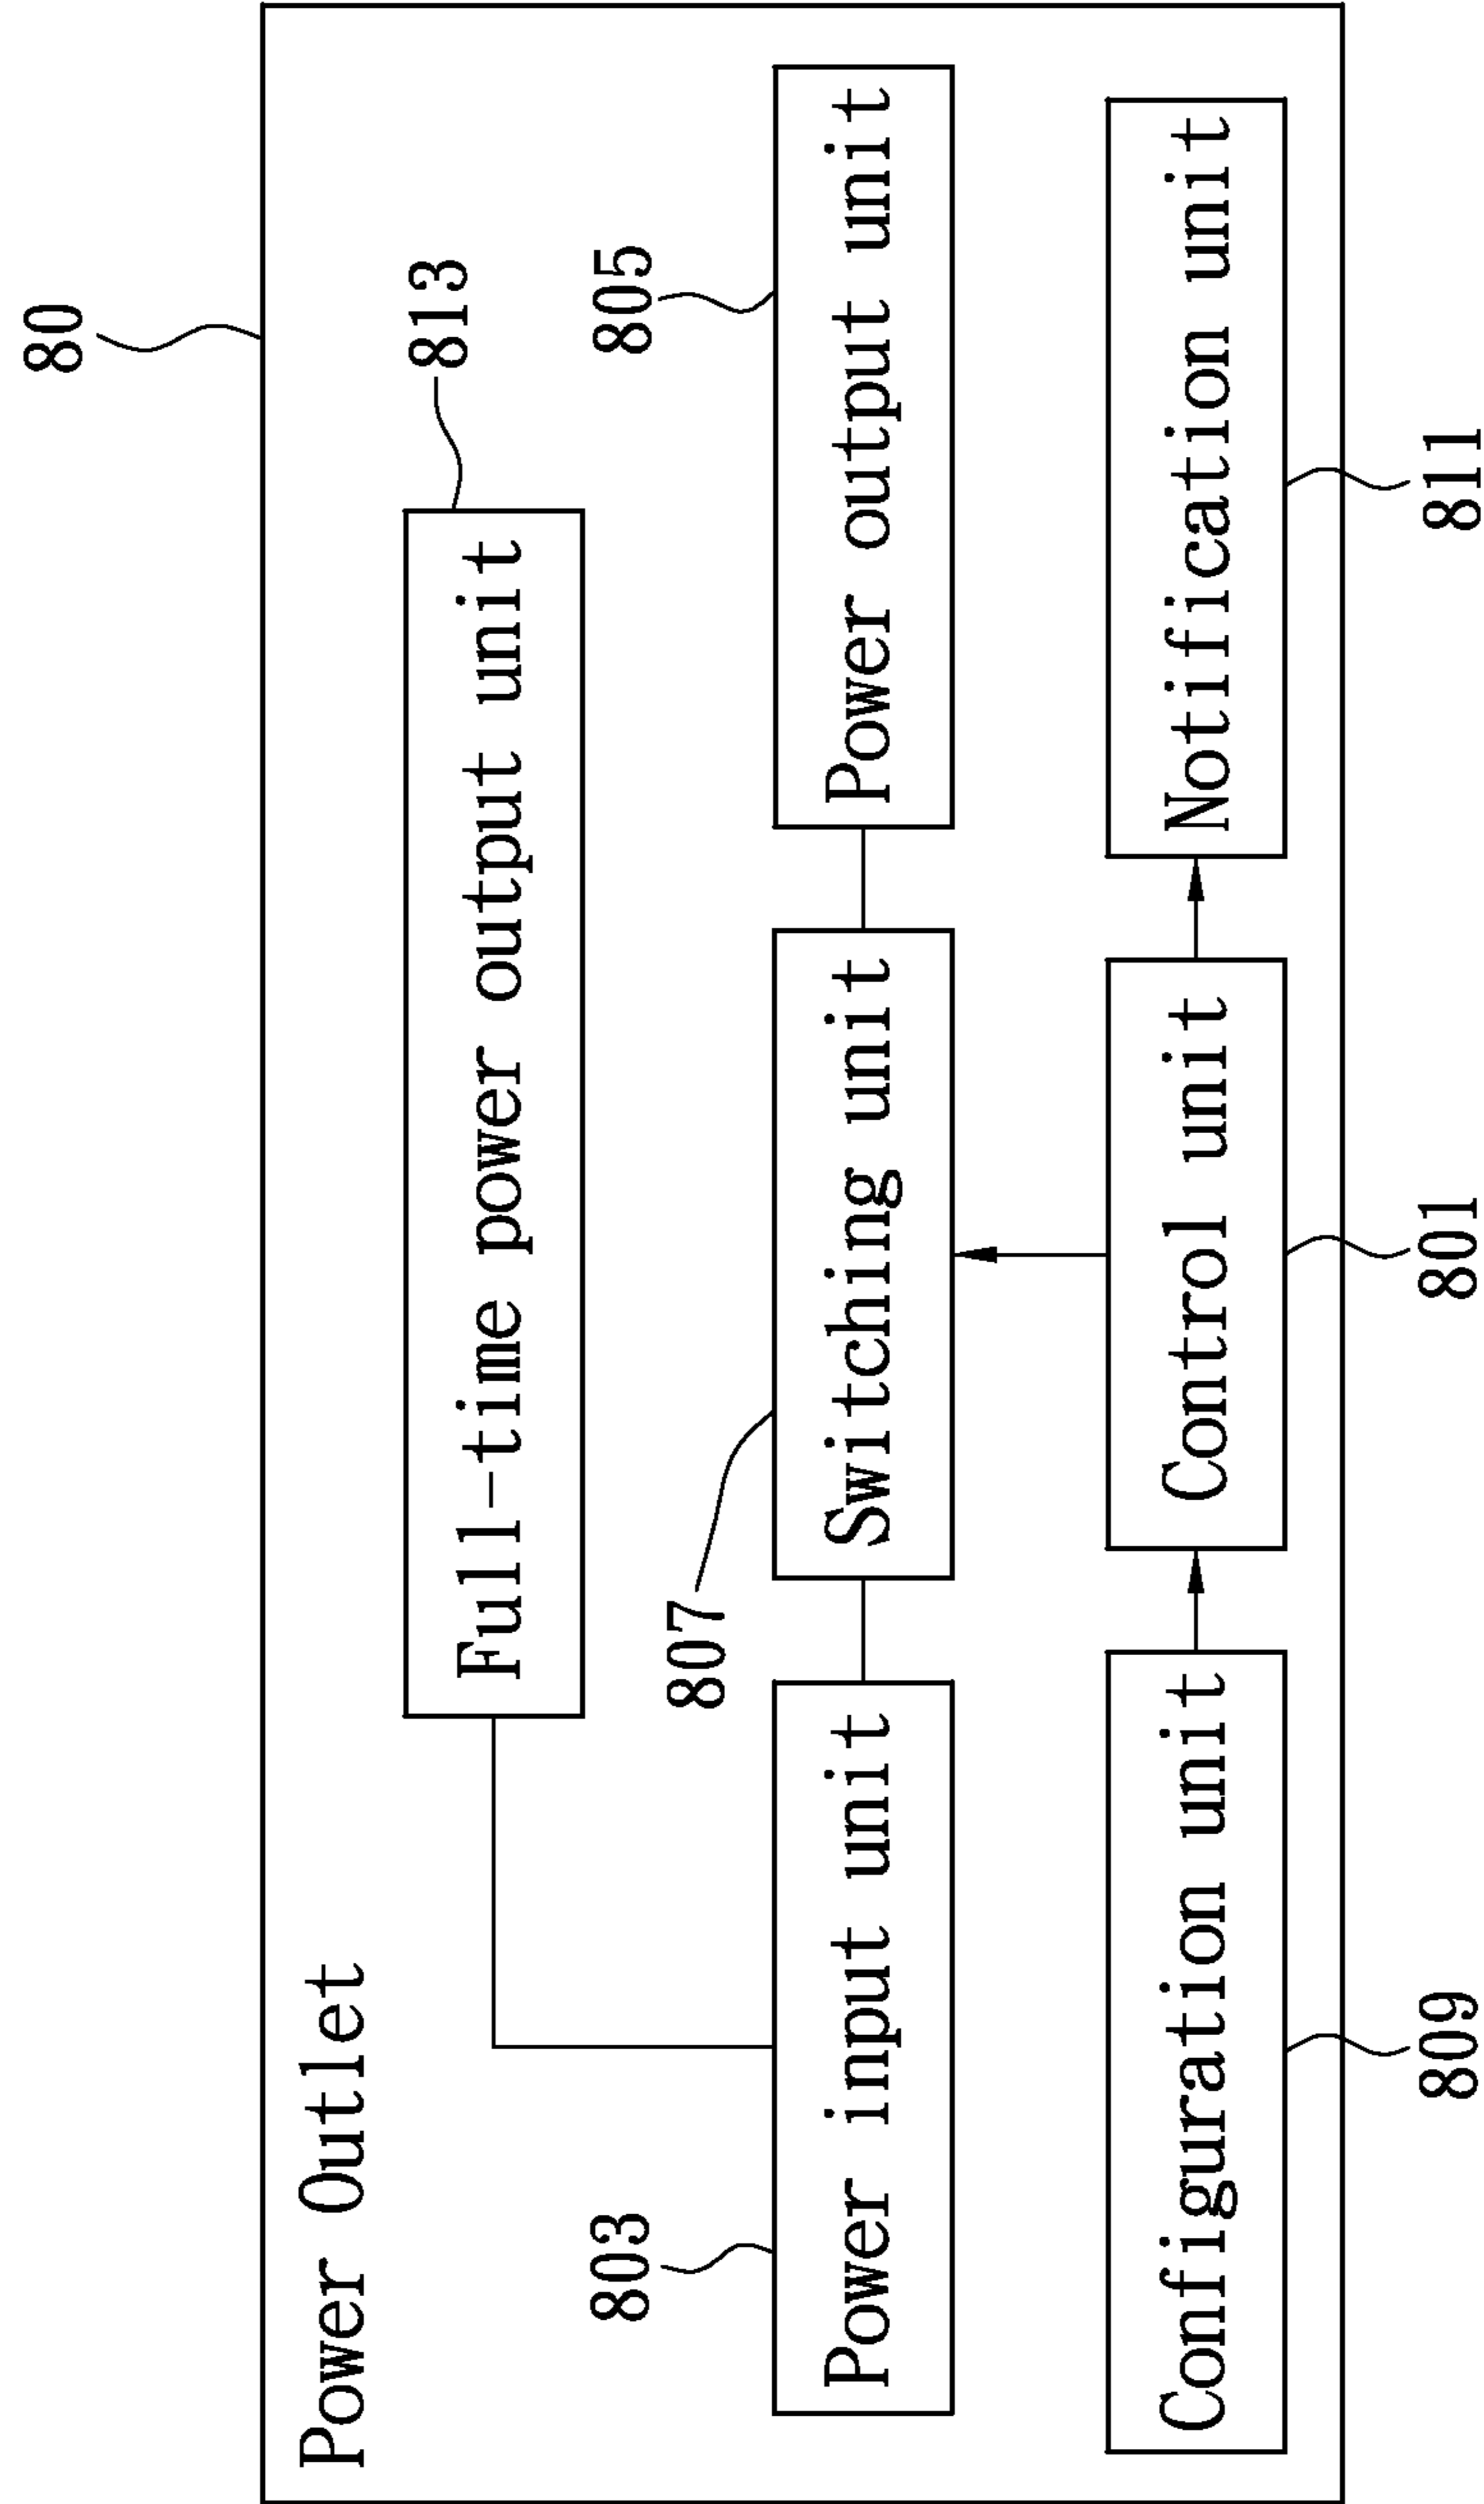 80
Power Outlet
813
Full-time power output unit
803
807
805
Power input unit
Switching unit
Power output unit
Configuration unit
Control unit
Notification unit
809
801
811